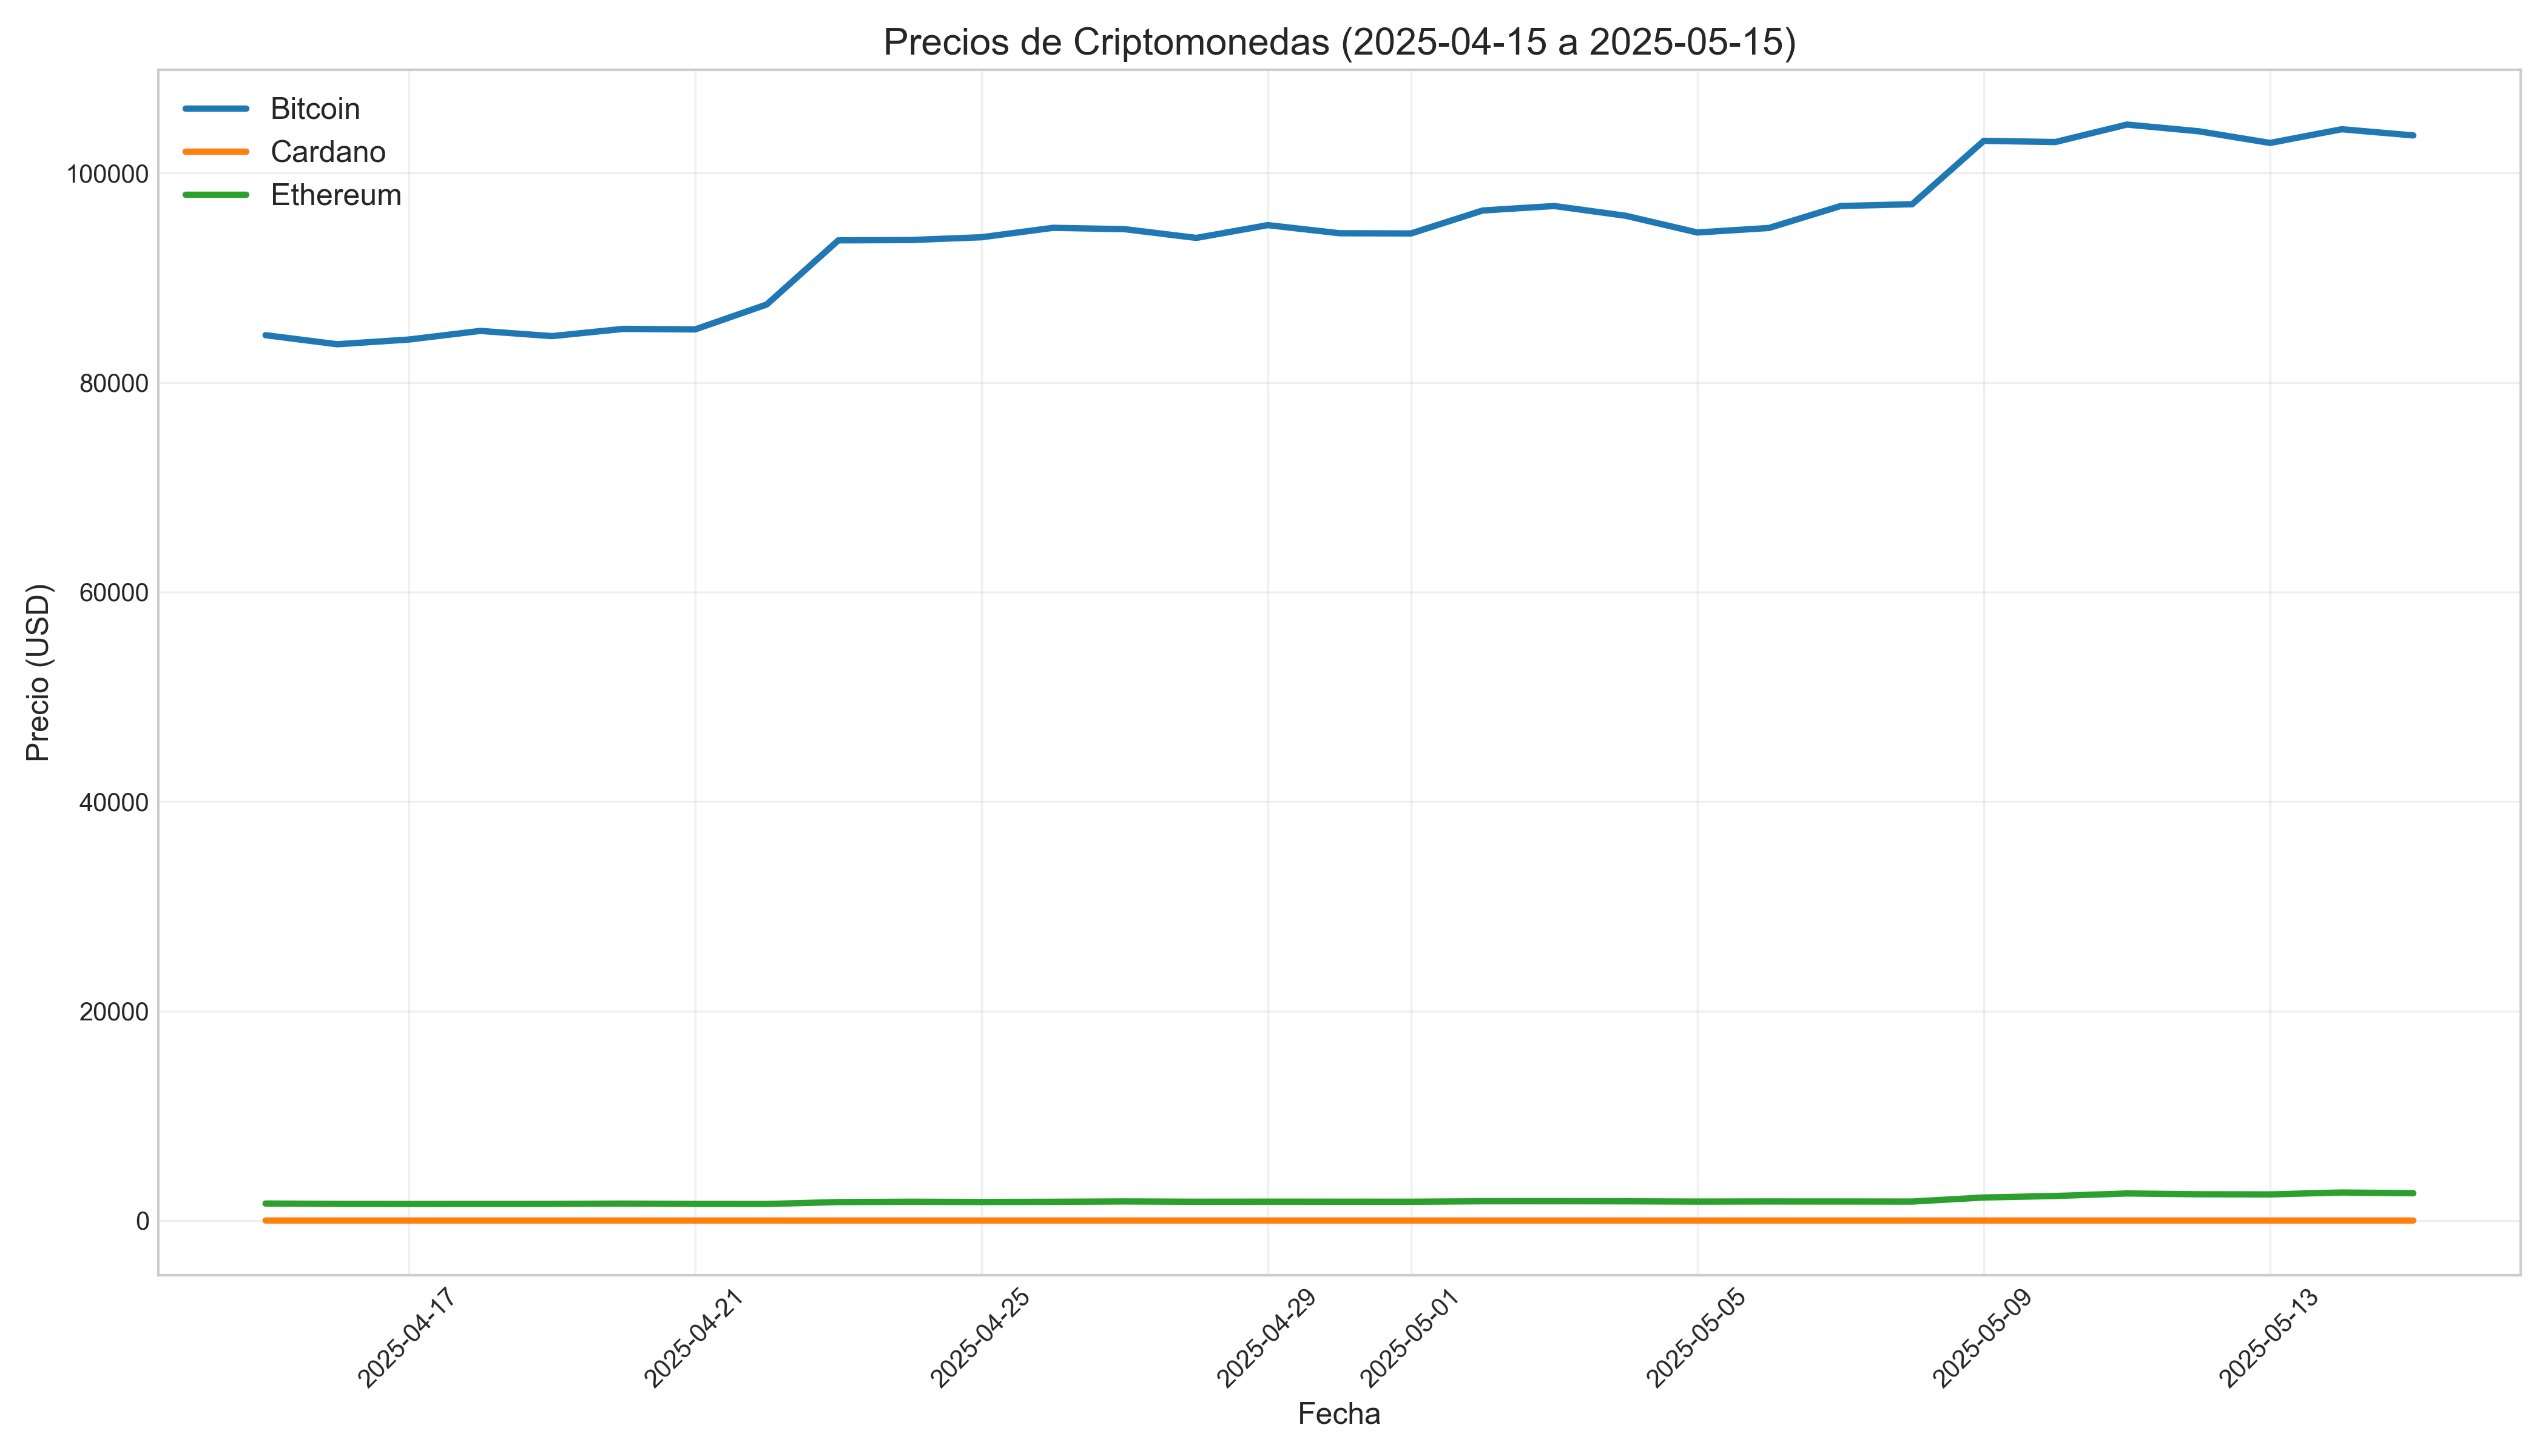 Precios de Criptomonedas (2025-04-15 a 2025-05-15)
Bitcoin
Cardano
Ethereum
Precio (USD)
100000
80000
60000
40000
20000
0
2025-04-17
2025-04-21
2025-04-25
2025-04-29
2025-05-01
2025-05-05
2025-05-09
2025-05-13
Fecha